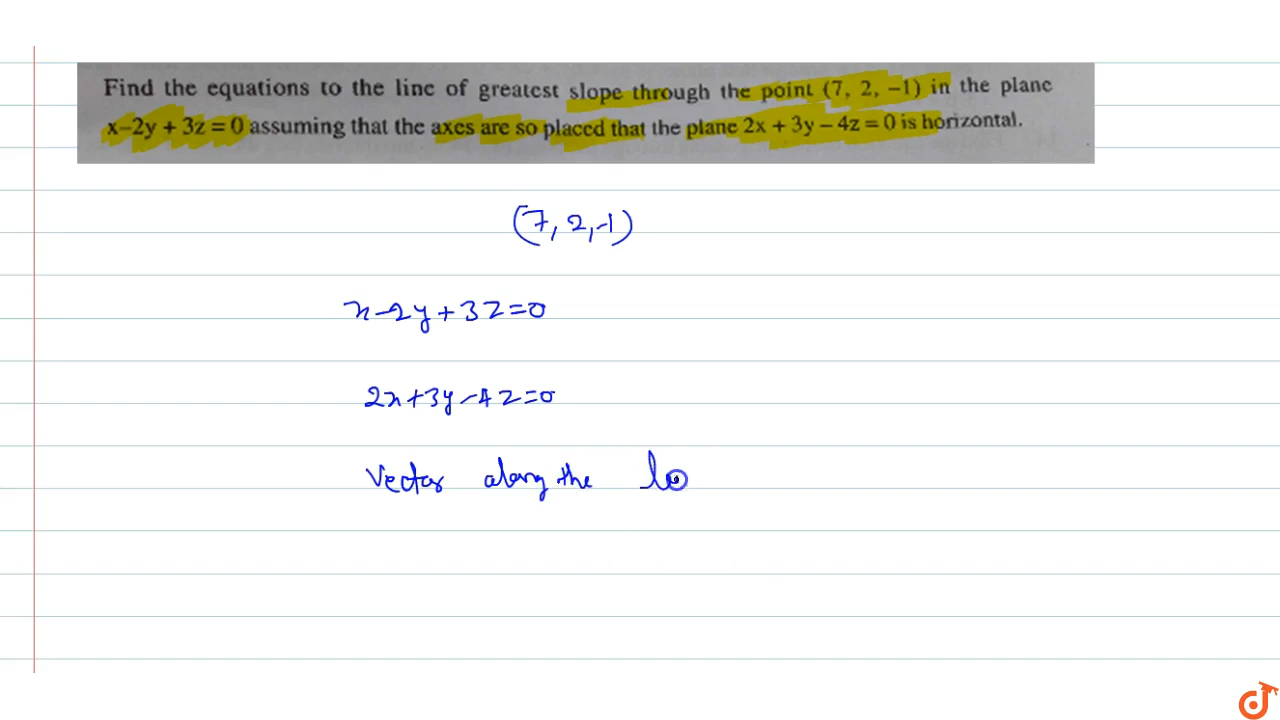 Find the equations to the line of greatest slope through the point (7, 2, –1) in the plane
x–2y + 3z = 0 assuming that the axes are so placed that the plane 2x + 3y – 4z = 0 is horizontal.
(7, 2, -1)
x-2y+3z=0
2x+3y-4z=0
Vector along the